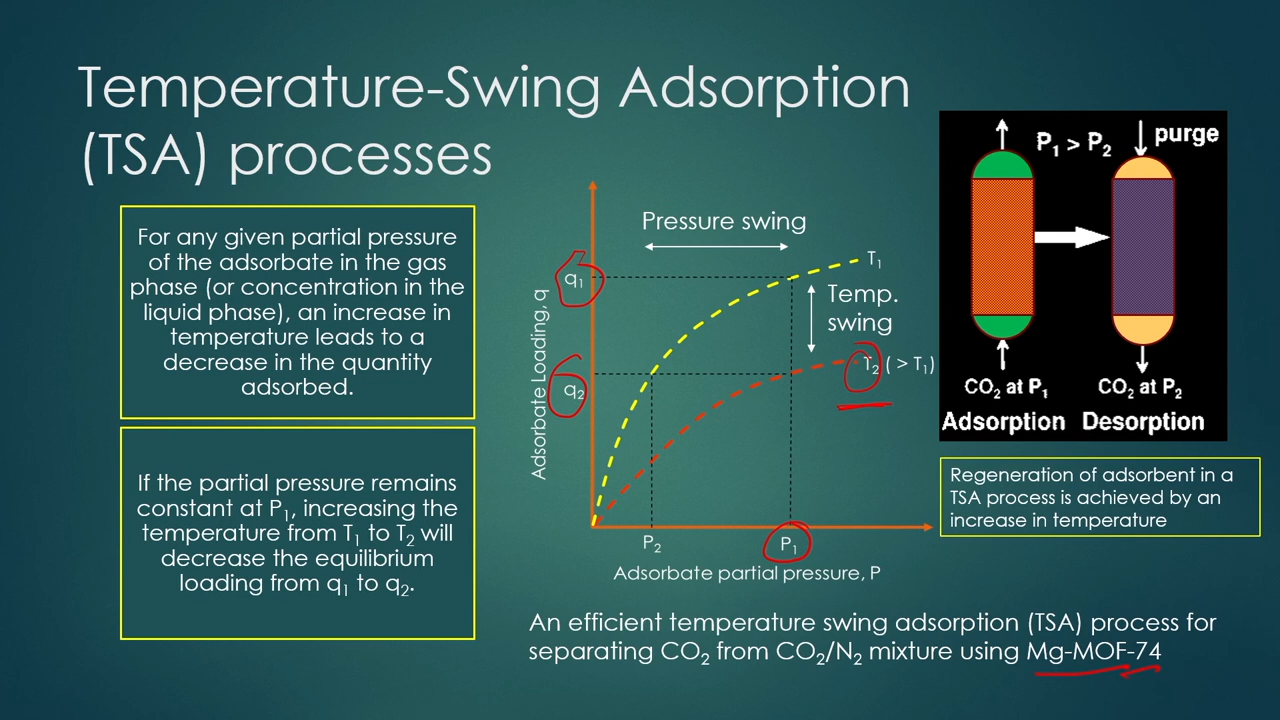 Temperature-Swing Adsorption
(TSA) processes
For any given partial pressure
of the adsorbate in the gas
phase (or concentration in the
liquid phase), an increase in
temperature leads to a
decrease in the quantity
adsorbed.
If the partial pressure remains
constant at P₁, increasing the
temperature from T₁ to T₂ will
decrease the equilibrium
loading from q₁ to q₂.
Adsorbate Loading, q
Pressure swing
q₁
T₁
Temp.
swing
q₂
T₂ ( > T₁)
P₂
P₁
Adsorbate partial pressure, P
P₁ > P₂
purge
CO₂ at P₁
CO₂ at P₂
Adsorption
Desorption
Regeneration of adsorbent in a
TSA process is achieved by an
increase in temperature
An efficient temperature swing adsorption (TSA) process for
separating CO₂ from CO₂/N₂ mixture using Mg-MOF-74